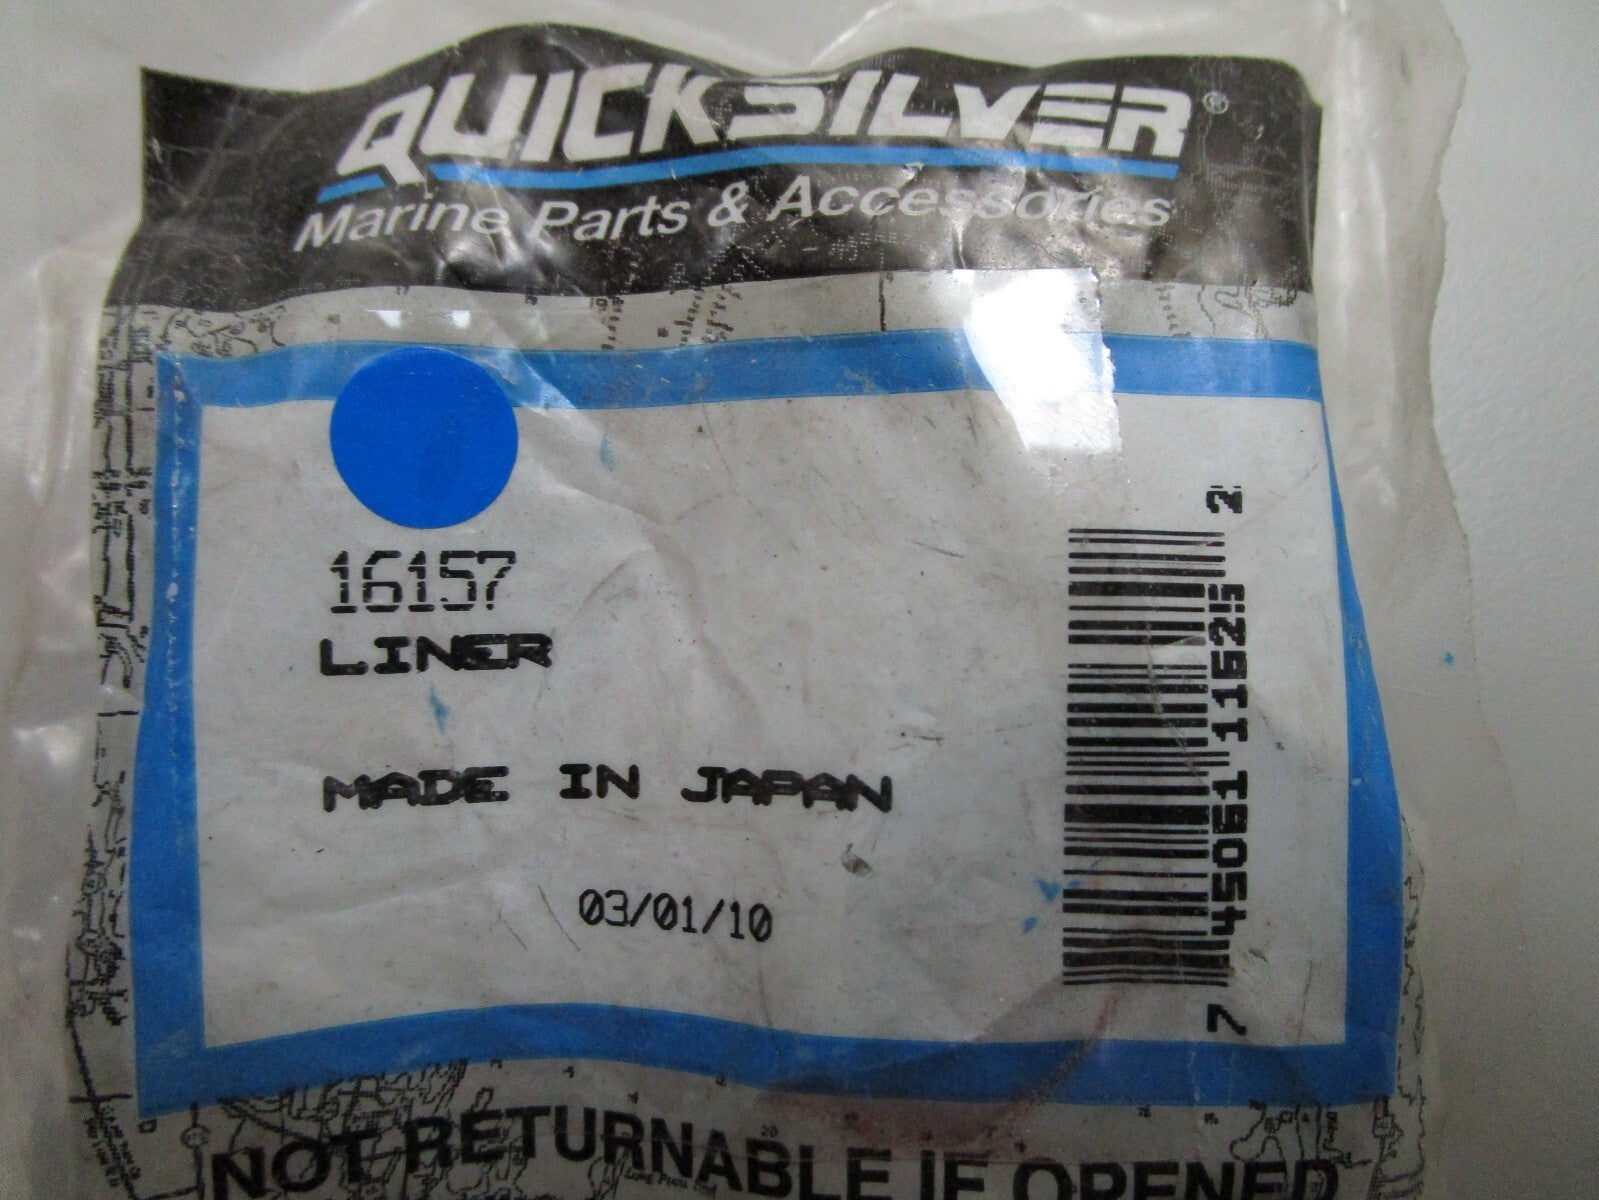 QUICKSILVER®
Marine Parts & Accessories
16157
LINER
MADE IN JAPAN
03/01/10
7 45061 11625 2
NOT RETURNABLE IF OPENED